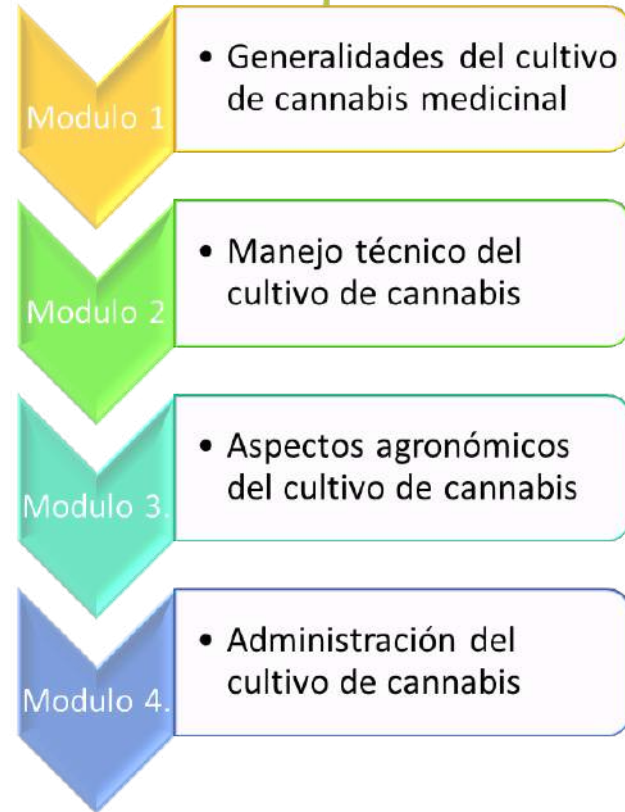 Modulo 1
• Generalidades del cultivo
de cannabis medicinal
Modulo 2
• Manejo técnico del
cultivo de cannabis
Modulo 3.
• Aspectos agronómicos
del cultivo de cannabis
Modulo 4.
• Administración del
cultivo de cannabis